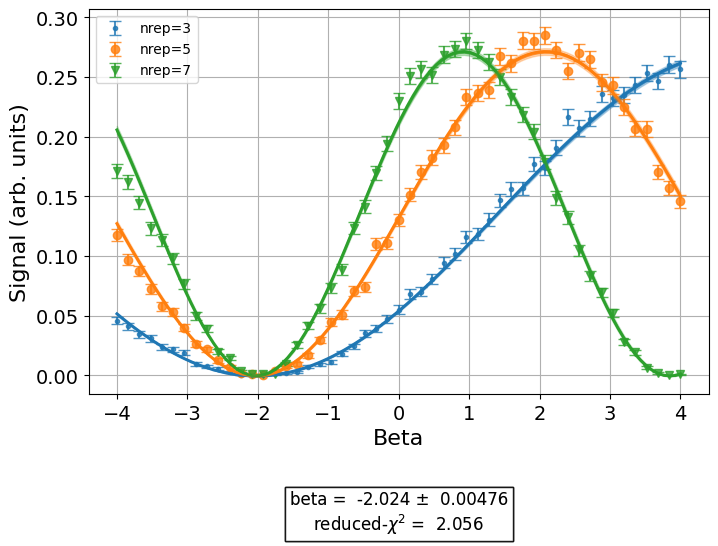 nrep=3
nrep=5
nrep=7
Signal (arb. units)
0.30
0.25
0.20
0.15
0.10
0.05
0.00
−4 −3 −2 −1 0 1 2 3 4
Beta
beta = -2.024 ± 0.00476
reduced-χ² = 2.056